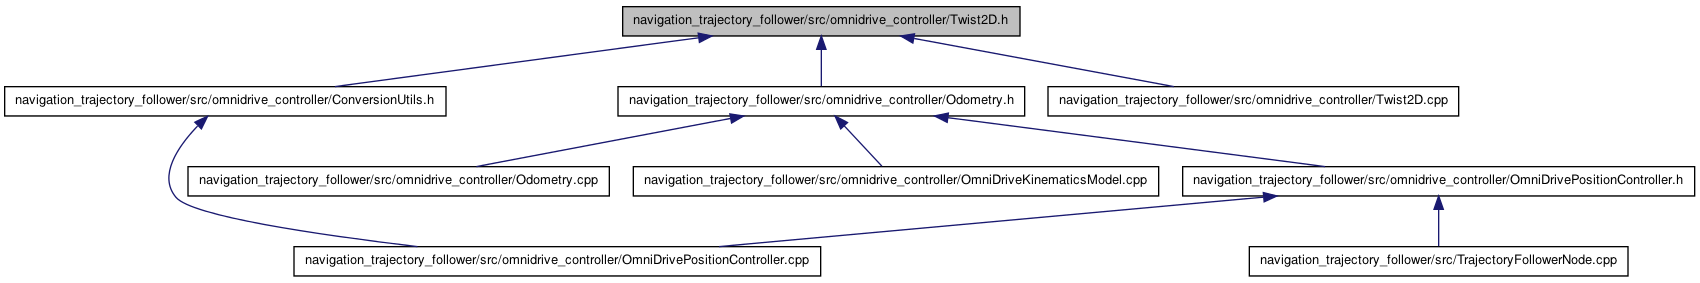 navigation_trajectory_follower/src/omnidrive_controller/Twist2D.h
navigation_trajectory_follower/src/omnidrive_controller/ConversionUtils.h
navigation_trajectory_follower/src/omnidrive_controller/Odometry.h
navigation_trajectory_follower/src/omnidrive_controller/Twist2D.cpp
navigation_trajectory_follower/src/omnidrive_controller/Odometry.cpp
navigation_trajectory_follower/src/omnidrive_controller/OmniDriveKinematicsModel.cpp
navigation_trajectory_follower/src/omnidrive_controller/OmniDrivePositionController.h
navigation_trajectory_follower/src/omnidrive_controller/OmniDrivePositionController.cpp
navigation_trajectory_follower/src/TrajectoryFollowerNode.cpp